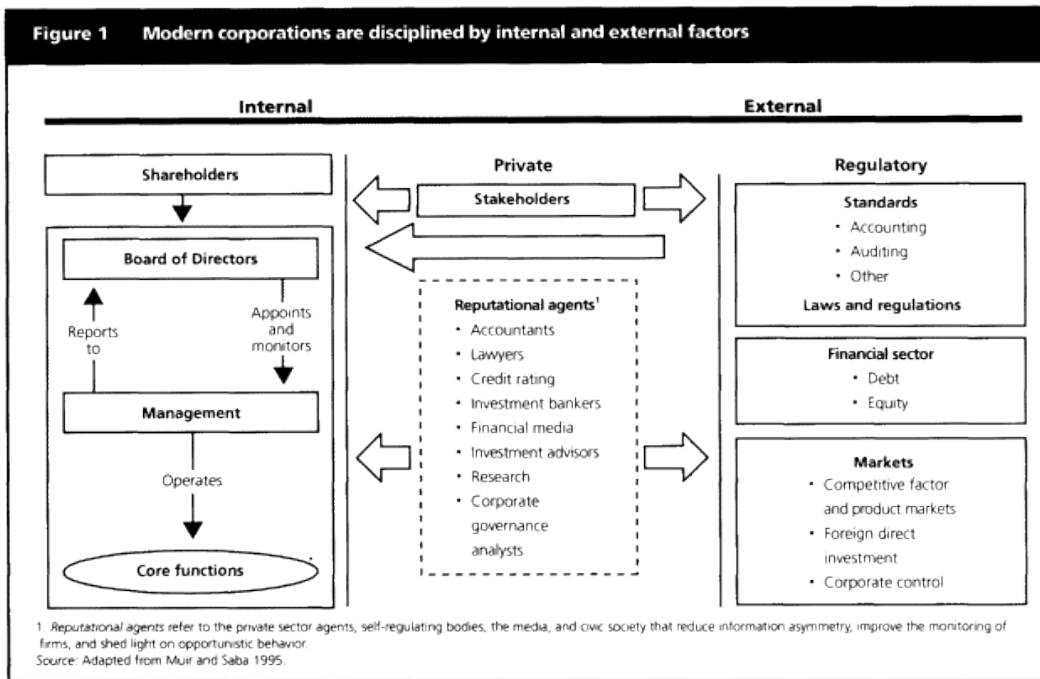 Figure 1 Modern corporations are disciplined by internal and external factors
Internal
External
Shareholders
Board of Directors
Reports
to
Appoints
and
monitors
Management
Operates
Core functions
Private
Stakeholders
Reputational agents¹
• Accountants
• Lawyers
• Credit rating
• Investment bankers
• Financial media
• Investment advisors
• Research
• Corporate
governance
analysts
Regulatory
Standards
• Accounting
• Auditing
• Other
Laws and regulations
Financial sector
• Debt
• Equity
Markets
• Competitive factor
and product markets
• Foreign direct
investment
• Corporate control
1 Reputational agents refer to the private sector agents, self-regulating bodies, the media, and civic society that reduce information asymmetry, improve the monitoring of
firms, and shed light on opportunistic behavior.
Source: Adapted from Muir and Saba 1995.